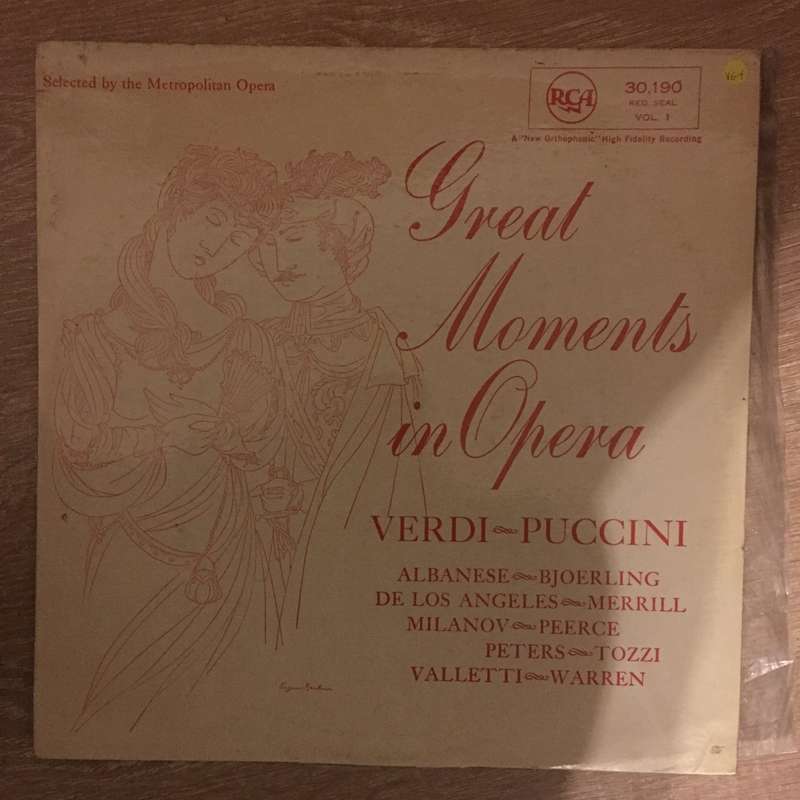 Selected by the Metropolitan Opera
RCA
30,190
RED SEAL
VOL. 1
VG+
A "New Orthophonic" High Fidelity Recording
Great
Moments
in Opera
VERDI~PUCCINI
ALBANESE~BJOERLING
DE LOS ANGELES~MERRILL
MILANOV~PEERCE
PETERS~TOZZI
VALLETTI~WARREN